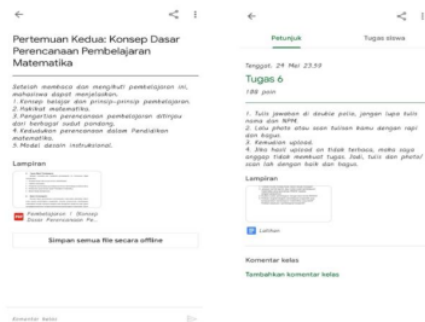 Pertemuan Kedua: Konsep Dasar
Perencanaan Pembelajaran
Matematika
Setelah membaca dan mengikuti pembelajaran ini,
mahasiswa dapat menjelaskan.
1. Konsep belajar dan prinsip-prinsip pembelajaran.
2. Hakikat matematika.
3. Pengertian perencanaan pembelajaran ditinjau
dari berbagai sudut pandang.
4. Kedudukan perencanaan dalam Pendidikan
matematika.
5. Model desain instruksional.
Lampiran
Pembelajaran 1 (Konsep
Dasar Perencanaan Pe...
Simpan semua file secara offline
Komentar kelas
Petunjuk
Tugas siswa
Tenggat, 24 Mei 23.59
Tugas 6
100 poin
1. Tulis jawaban di double polio, jangan lupa tulis
nama dan NPM.
2. Lalu photo atau scan tulisan kamu dengan rapi
dan bagus.
3. Kemudian upload.
4. Jika hasil upload an tidak terbaca, maka saya
anggap tidak membuat tugas. Jadi, tulis dan photo/
scan lah dengan baik dan bagus.
Lampiran
Latihan
Komentar kelas
Tambahkan komentar kelas